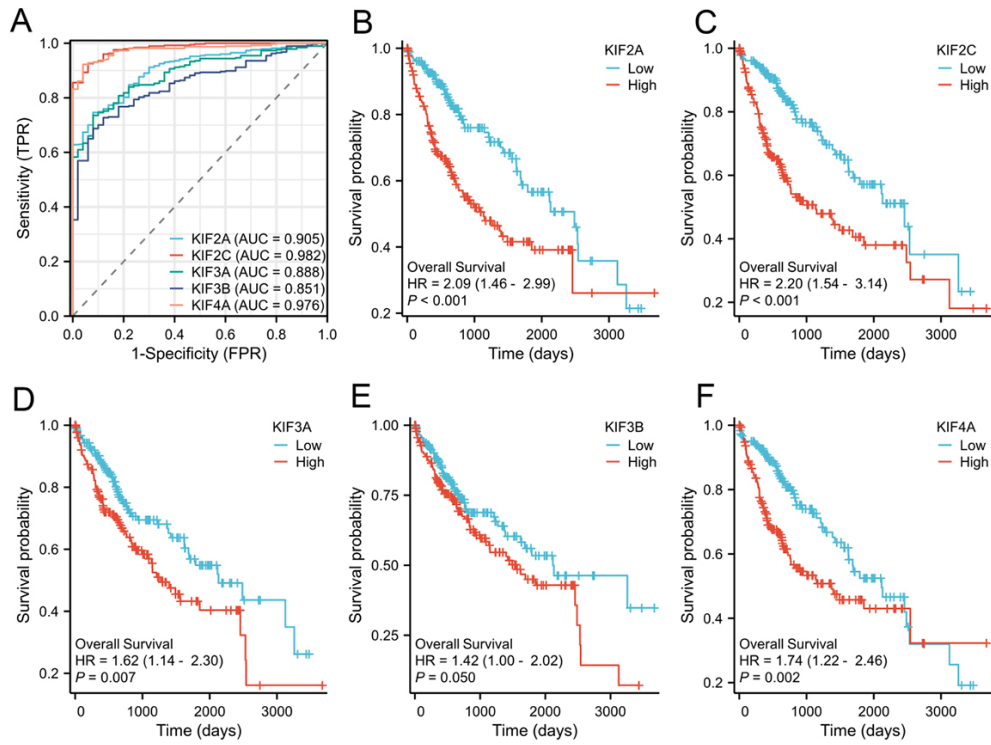 A
Sensitivity (TPR)
1.0
0.8
0.6
0.4
0.2
0.0
KIF2A (AUC = 0.905)
KIF2C (AUC = 0.982)
KIF3A (AUC = 0.888)
KIF3B (AUC = 0.851)
KIF4A (AUC = 0.976)
0.0 0.2 0.4 0.6 0.8 1.0
1-Specificity (FPR)
B
KIF2A
Low
High
Survival probability
1.0
0.8
0.6
0.4
0.2
Overall Survival
HR = 2.09 (1.46 - 2.99)
P < 0.001
0 1000 2000 3000
Time (days)
C
KIF2C
Low
High
Survival probability
1.0
0.8
0.6
0.4
0.2
Overall Survival
HR = 2.20 (1.54 - 3.14)
P < 0.001
0 1000 2000 3000
Time (days)
D
KIF3A
Low
High
Survival probability
1.0
0.8
0.6
0.4
0.2
Overall Survival
HR = 1.62 (1.14 - 2.30)
P = 0.007
0 1000 2000 3000
Time (days)
E
KIF3B
Low
High
Survival probability
1.00
0.75
0.50
0.25
Overall Survival
HR = 1.42 (1.00 - 2.02)
P = 0.050
0 1000 2000 3000
Time (days)
F
KIF4A
Low
High
Survival probability
1.0
0.8
0.6
0.4
0.2
Overall Survival
HR = 1.74 (1.22 - 2.46)
P = 0.002
0 1000 2000 3000
Time (days)